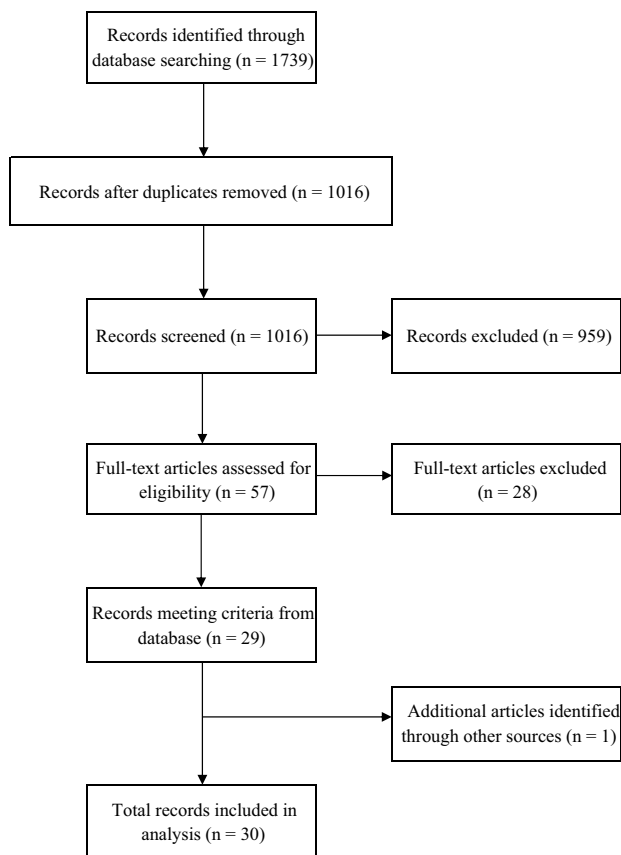 Records identified through
database searching (n = 1739)
Records after duplicates removed (n = 1016)
Records screened (n = 1016)
Records excluded (n = 959)
Full-text articles assessed for
eligibility (n = 57)
Full-text articles excluded
(n = 28)
Records meeting criteria from
database (n = 29)
Additional articles identified
through other sources (n = 1)
Total records included in
analysis (n = 30)